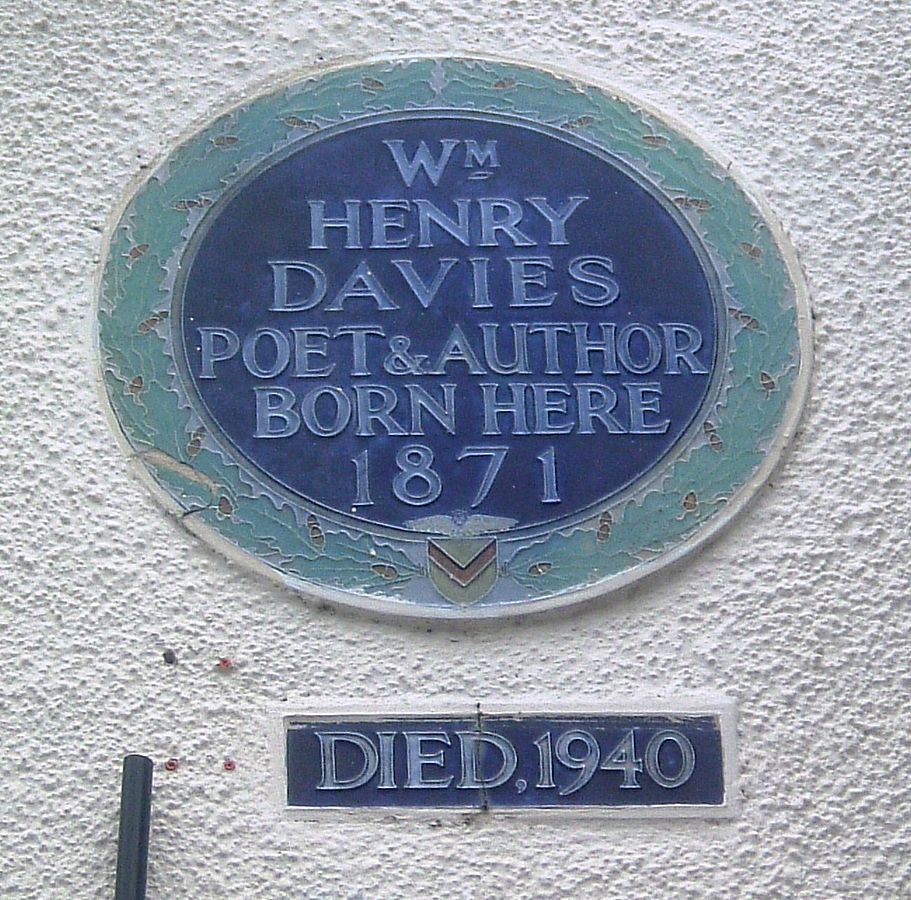 WM
HENRY
DAVIES
POET & AUTHOR
BORN HERE
1871
DIED, 1940